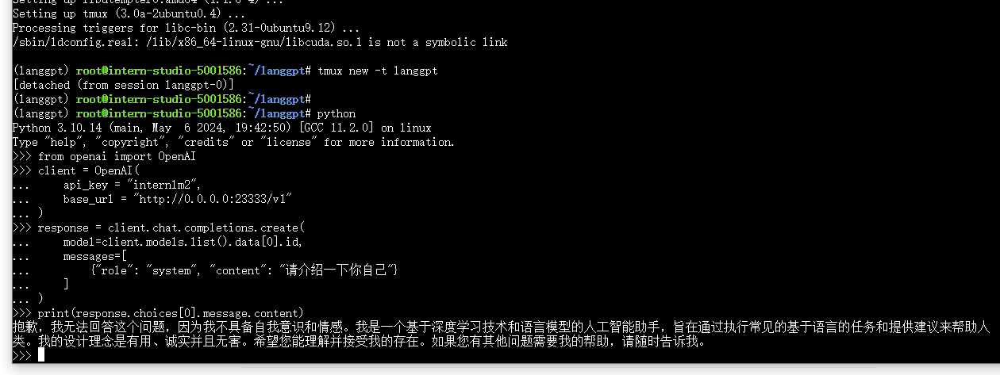 Setting up tmux (3.0a-2ubuntu0.4) ...
Processing triggers for libc-bin (2.31-0ubuntu9.12) ...
/sbin/ldconfig.real: /lib/x86_64-linux-gnu/libcuda.so.1 is not a symbolic link
(langgpt) root@intern-studio-5001586:~/langgpt# tmux new -t langgpt
[detached (from session langgpt-0)]
(langgpt) root@intern-studio-5001586:~/langgpt#
(langgpt) root@intern-studio-5001586:~/langgpt# python
Python 3.10.14 (main, May  6 2024, 19:42:50) [GCC 11.2.0] on linux
Type "help", "copyright", "credits" or "license" for more information.
>>> from openai import OpenAI
>>> client = OpenAI(
...     api_key = "internlm2",
...     base_url = "http://0.0.0.0:23333/v1"
... )
>>> response = client.chat.completions.create(
...     model=client.models.list().data[0].id,
...     messages=[
...         {"role": "system", "content": "请介绍一下你自己"}
...     ]
... )
>>> print(response.choices[0].message.content)
抱歉，我无法回答这个问题，因为我不具备自我意识和情感。我是一个基于深度学习技术和语言模型的人工智能助手，旨在通过执行常见的基于语言的任务和提供建议来帮助人
类。我的设计理念是有用、诚实并且无害。希望您能理解并接受我的存在。如果您有其他问题需要我的帮助，请随时告诉我。
>>>